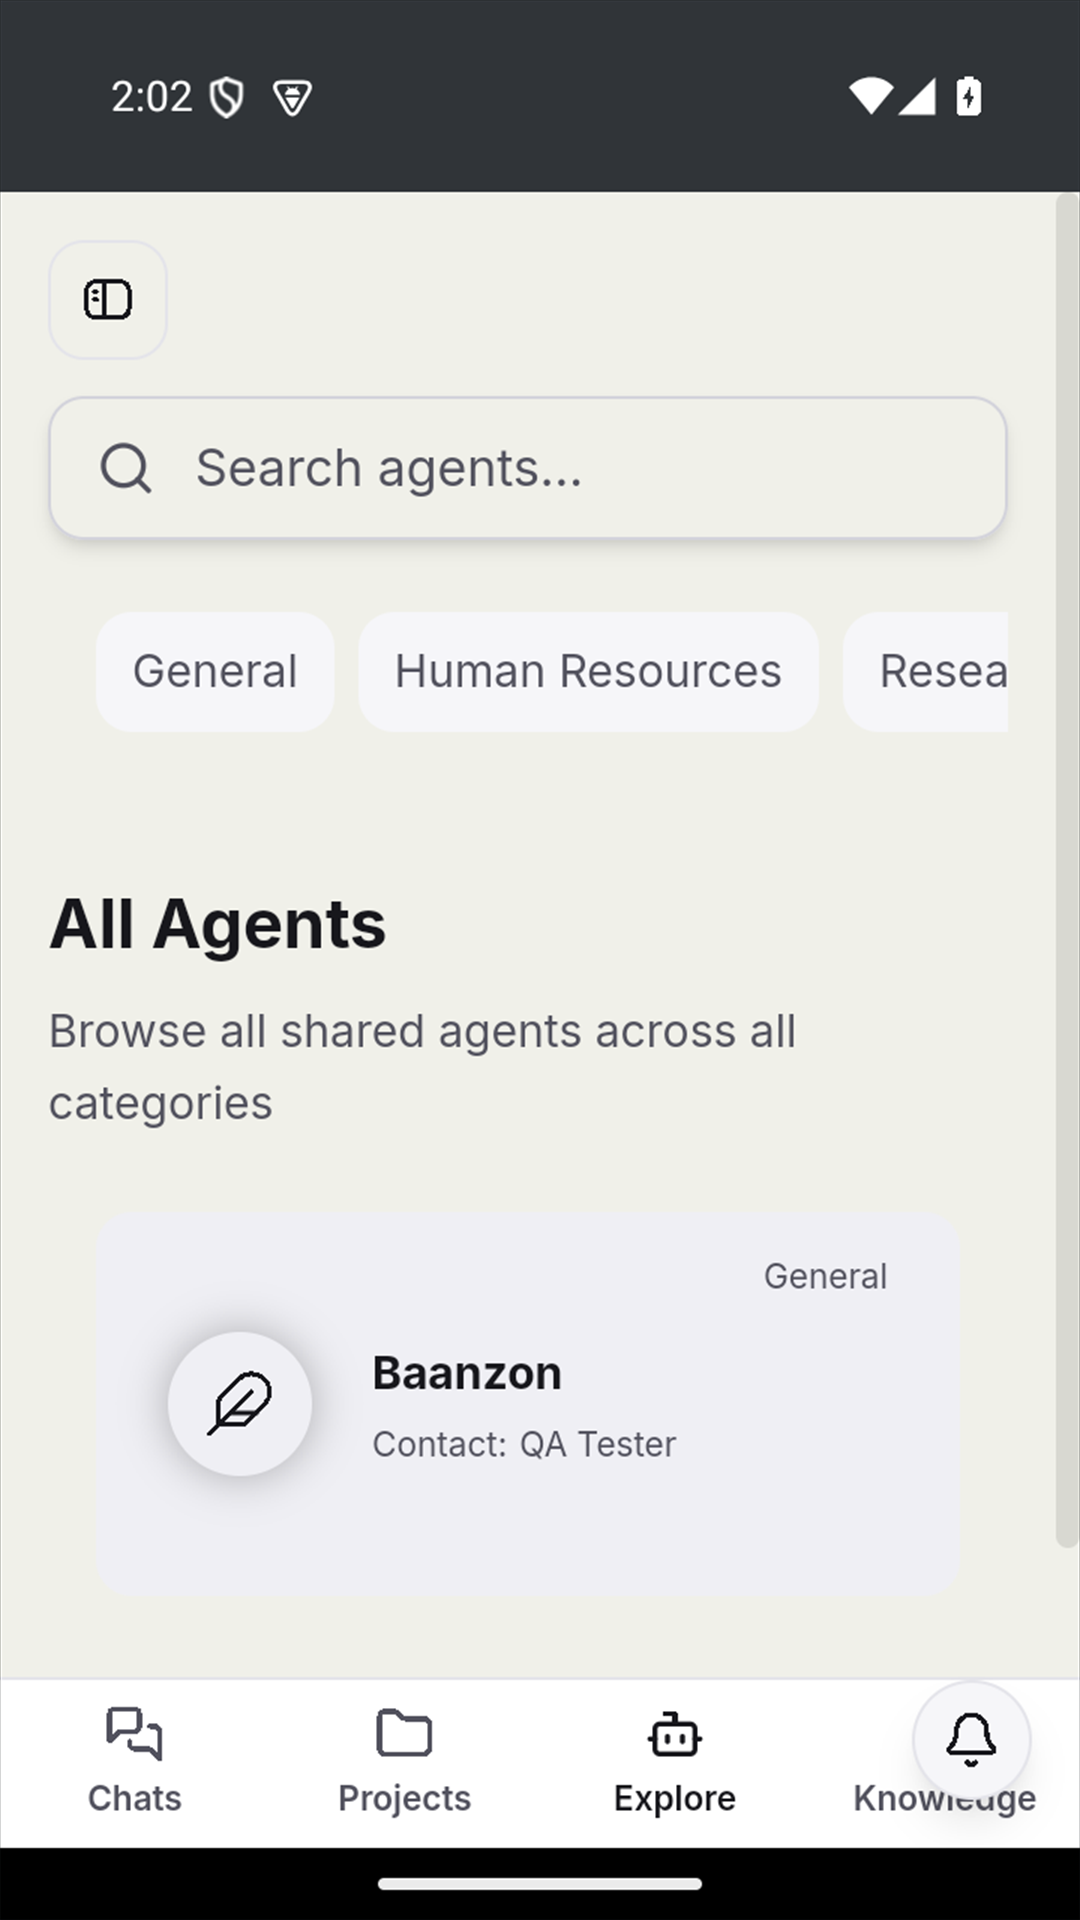 2:02
Search agents...
General
Human Resources
Resea
All Agents
Browse all shared agents across all
categories
General
Baanzon
Contact: QA Tester
Chats
Projects
Explore
Knowledge